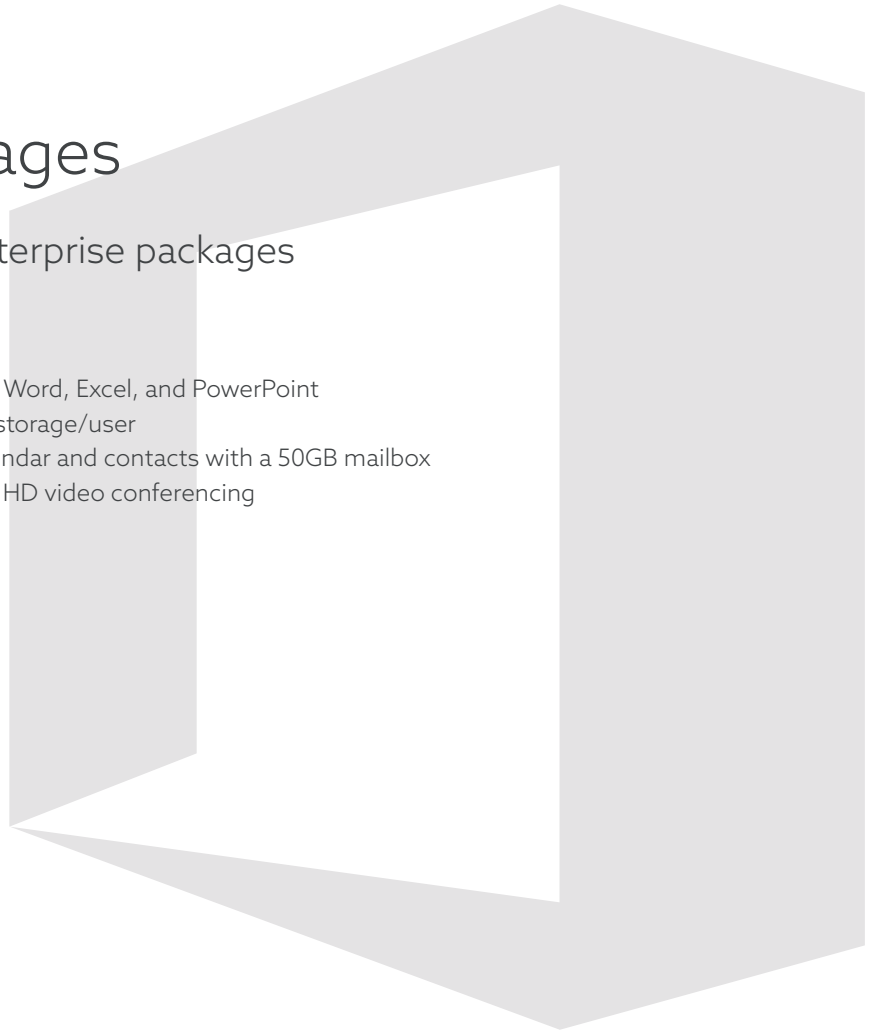 ages
terprise packages
Word, Excel, and PowerPoint
storage/user
ndar and contacts with a 50GB mailbox
HD video conferencing